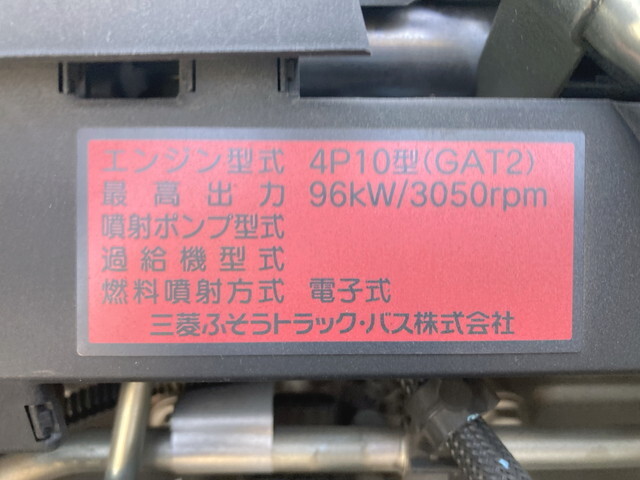 エンジン型式 4P10型(GAT2)
最高出力 96kW/3050rpm
噴射ポンプ型式
過給機型式
燃料噴射方式 電子式
三菱ふそうトラック・バス株式会社